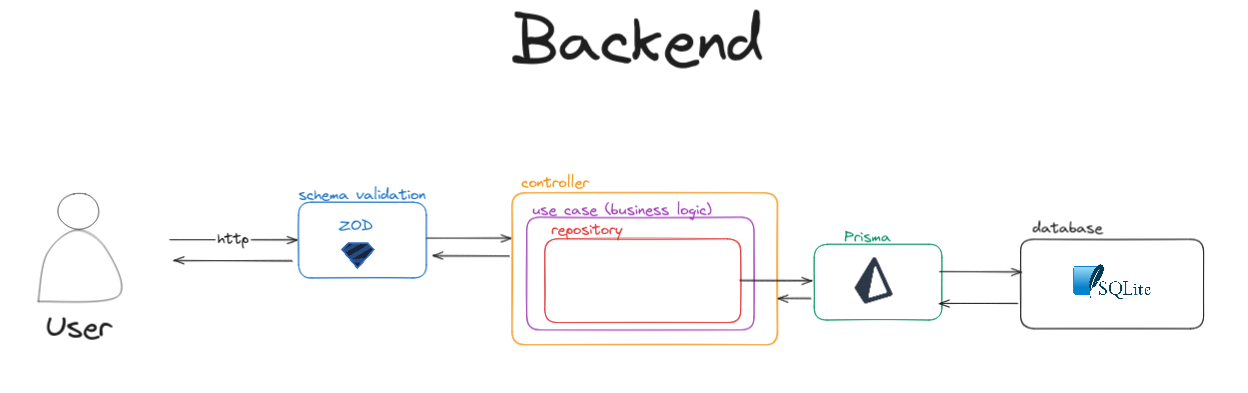 Backend
schema validation
ZOD
http
User
controller
use case (business logic)
repository
Prisma
database
SQLite